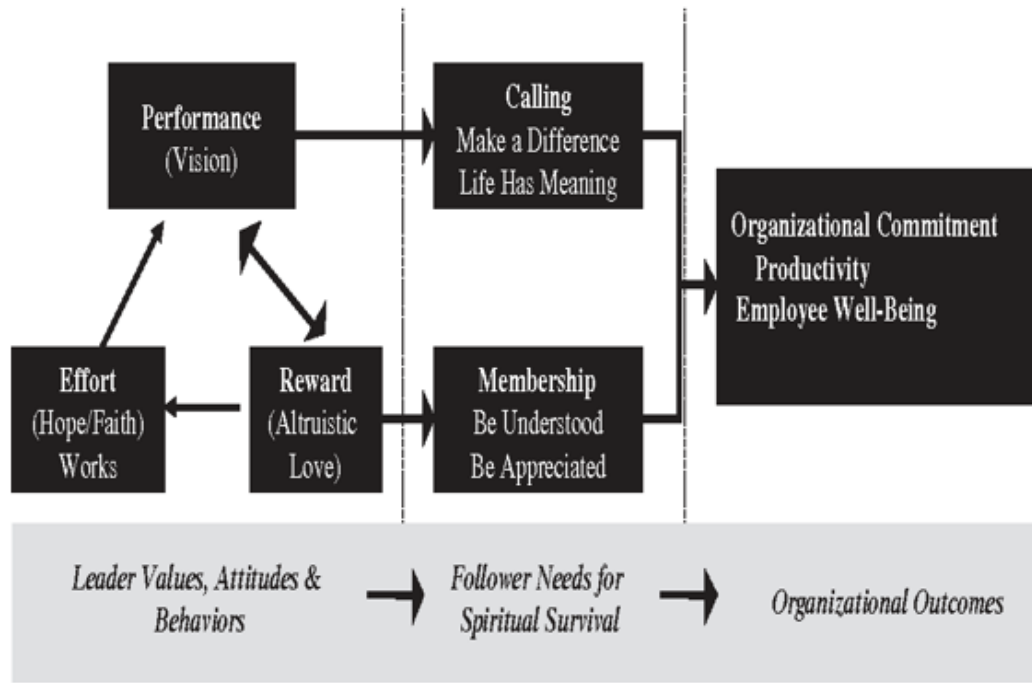 Performance
(Vision)
Calling
Make a Difference
Life Has Meaning
Organizational Commitment
Productivity
Employee Well-Being
Effort
(Hope/Faith)
Works
Reward
(Altruistic
Love)
Membership
Be Understood
Be Appreciated
Leader Values, Attitudes &
Behaviors
Follower Needs for
Spiritual Survival
Organizational Outcomes